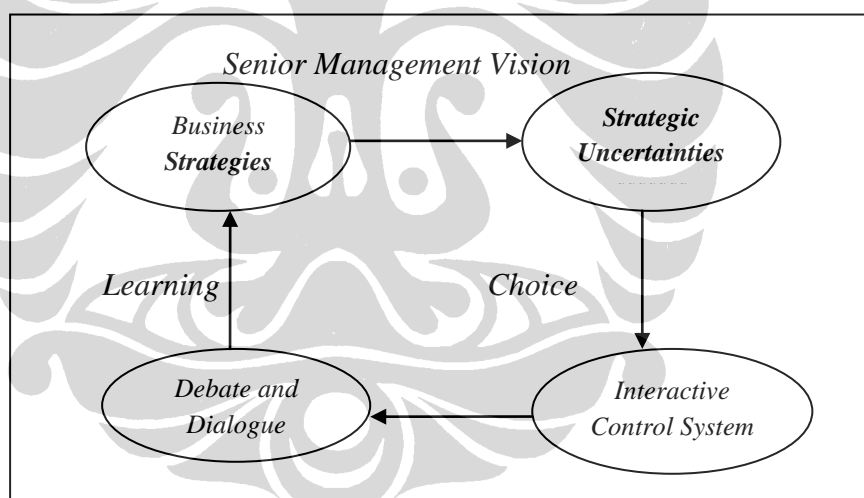 Senior Management Vision
Business
Strategies
Strategic
Uncertainties
Learning
Choice
Debate and
Dialogue
Interactive
Control System